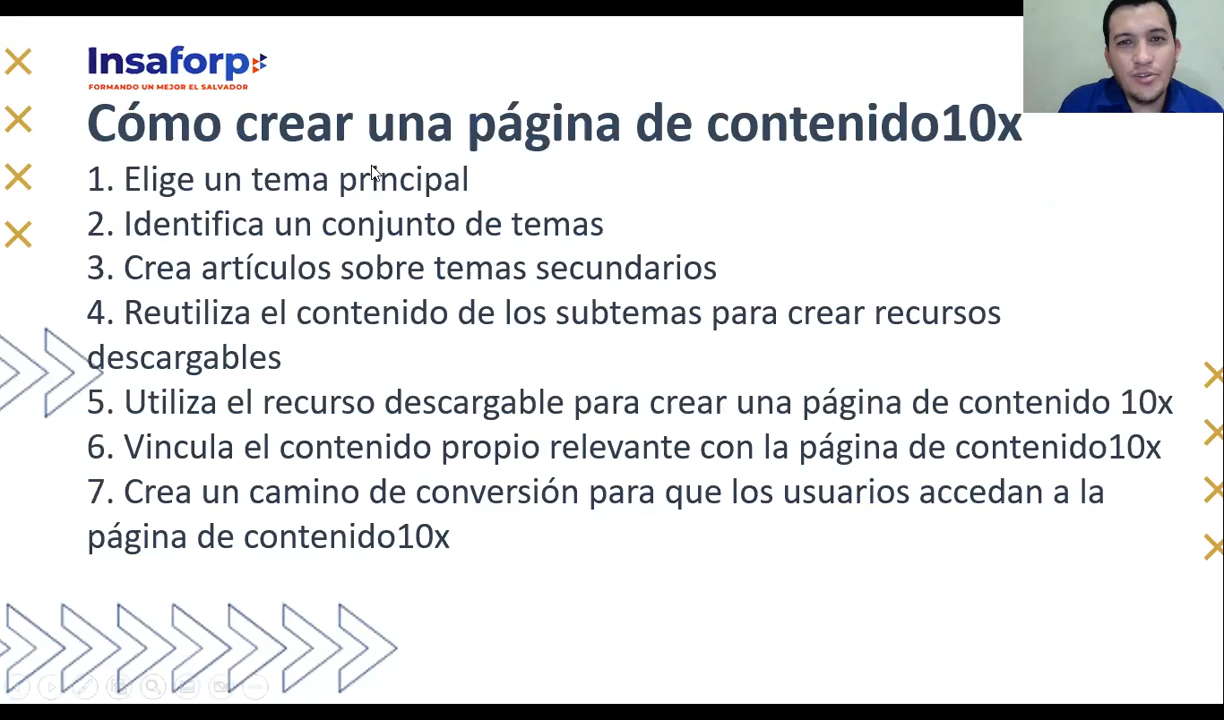 Insaforp
FORMANDO UN MEJOR EL SALVADOR
Cómo crear una página de contenido10x
1. Elige un tema principal
2. Identifica un conjunto de temas
3. Crea artículos sobre temas secundarios
4. Reutiliza el contenido de los subtemas para crear recursos
descargables
5. Utiliza el recurso descargable para crear una página de contenido 10x
6. Vincula el contenido propio relevante con la página de contenido10x
7. Crea un camino de conversión para que los usuarios accedan a la
página de contenido10x